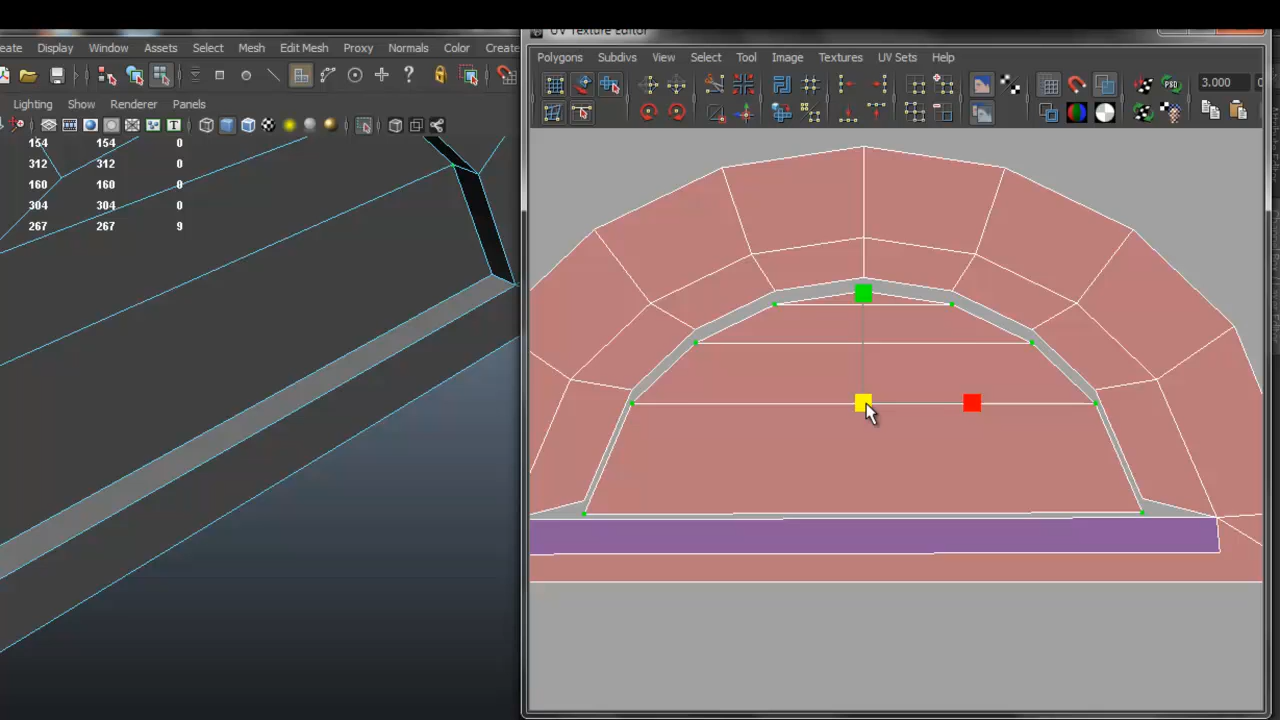 UV Texture Editor
eate Display Window Assets Select Mesh Edit Mesh Proxy Normals Color Create
Polygons Subdivs View Select Tool Image Textures UV Sets Help
3.000
Lighting Show Renderer Panels
T
154 154 0
312 312 0
160 160 0
304 304 0
267 267 9